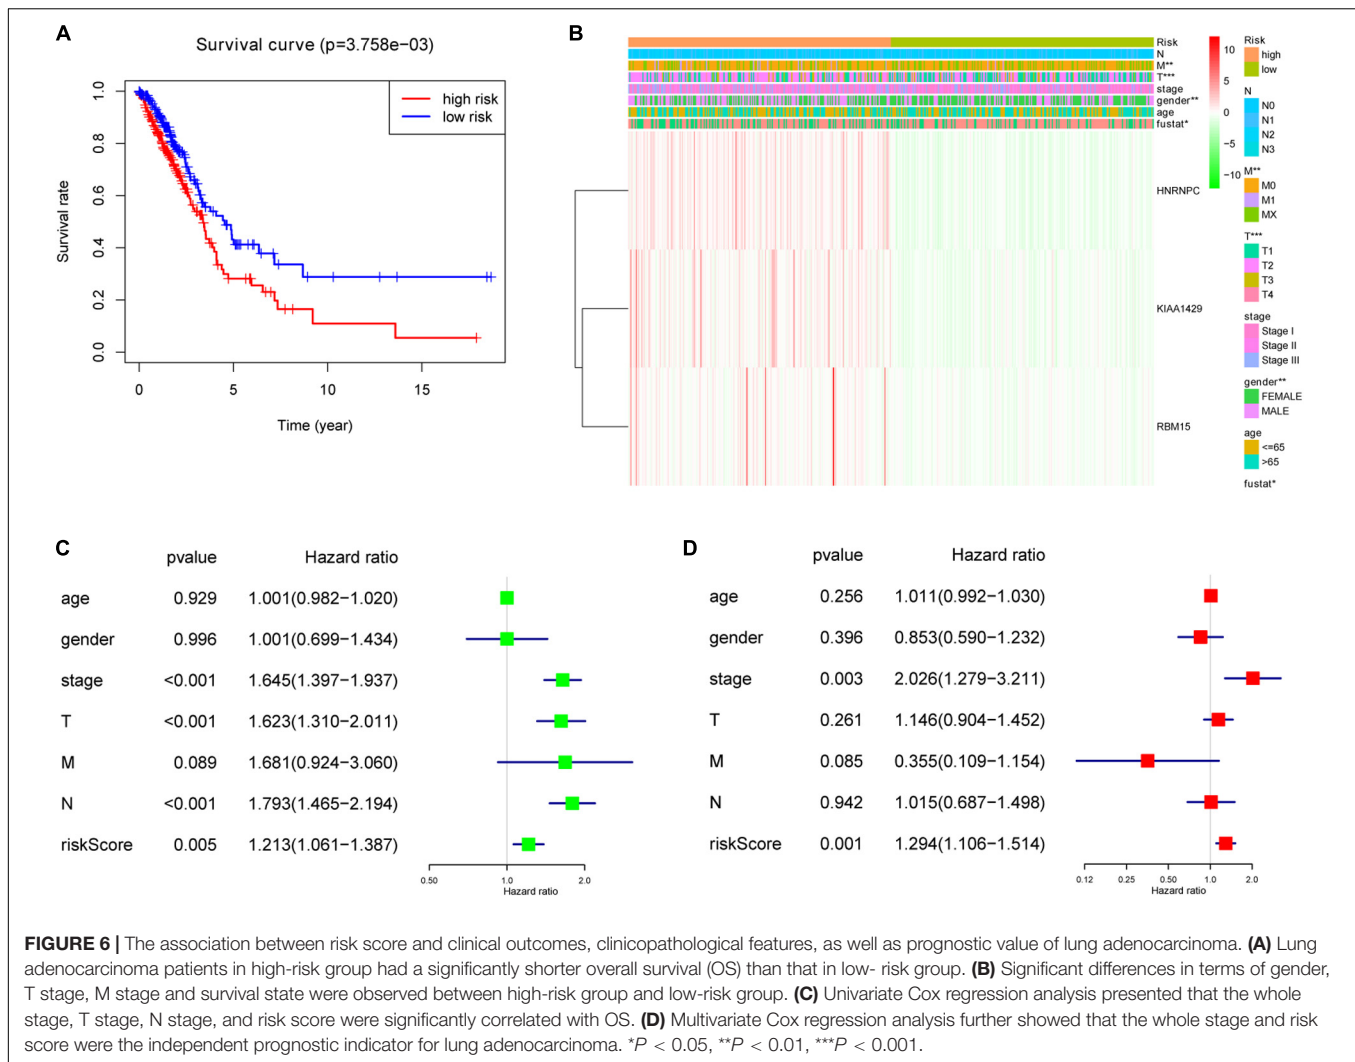 A
Survival curve (p=3.758e−03)
high risk
low risk
Survival rate
1.0
0.8
0.6
0.4
0.2
0.0
0 5 10 15
Time (year)
B
Risk
N
M**
T***
stage
gender**
age
fustat*
HNRNPC
KIAA1429
RBM15
10
5
0
−5
−10
Risk
high
low
N
N0
N1
N2
N3
M**
M0
M1
MX
T***
T1
T2
T3
T4
stage
Stage I
Stage II
Stage III
gender**
FEMALE
MALE
age
<=65
>65
fustat*
C
pvalue Hazard ratio
age 0.929 1.001(0.982−1.020)
gender 0.996 1.001(0.699−1.434)
stage <0.001 1.645(1.397−1.937)
T <0.001 1.623(1.310−2.011)
M 0.089 1.681(0.924−3.060)
N <0.001 1.793(1.465−2.194)
riskScore 0.005 1.213(1.061−1.387)
0.50 1.0 2.0
Hazard ratio
D
pvalue Hazard ratio
age 0.256 1.011(0.992−1.030)
gender 0.396 0.853(0.590−1.232)
stage 0.003 2.026(1.279−3.211)
T 0.261 1.146(0.904−1.452)
M 0.085 0.355(0.109−1.154)
N 0.942 1.015(0.687−1.498)
riskScore 0.001 1.294(1.106−1.514)
0.12 0.25 0.50 1.0 2.0
Hazard ratio
FIGURE 6 | The association between risk score and clinical outcomes, clinicopathological features, as well as prognostic value of lung adenocarcinoma. (A) Lung
adenocarcinoma patients in high-risk group had a significantly shorter overall survival (OS) than that in low- risk group. (B) Significant differences in terms of gender,
T stage, M stage and survival state were observed between high-risk group and low-risk group. (C) Univariate Cox regression analysis presented that the whole
stage, T stage, N stage, and risk score were significantly correlated with OS. (D) Multivariate Cox regression analysis further showed that the whole stage and risk
score were the independent prognostic indicator for lung adenocarcinoma. *P < 0.05, **P < 0.01, ***P < 0.001.